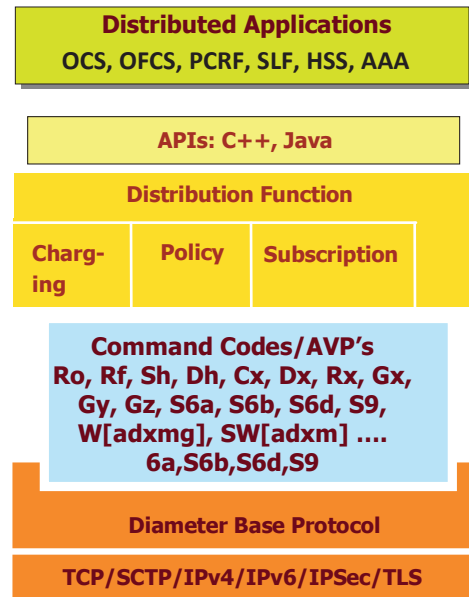 Distributed Applications
OCS, OFCS, PCRF, SLF, HSS, AAA
APIs: C++, Java
Distribution Function
Charg-
ing
Policy
Subscription
Command Codes/AVP's
Ro, Rf, Sh, Dh, Cx, Dx, Rx, Gx,
Gy, Gz, S6a, S6b, S6d, S9,
W[adxmg], SW[adxm] ....
6a,S6b,S6d,S9
Diameter Base Protocol
TCP/SCTP/IPv4/IPv6/IPSec/TLS